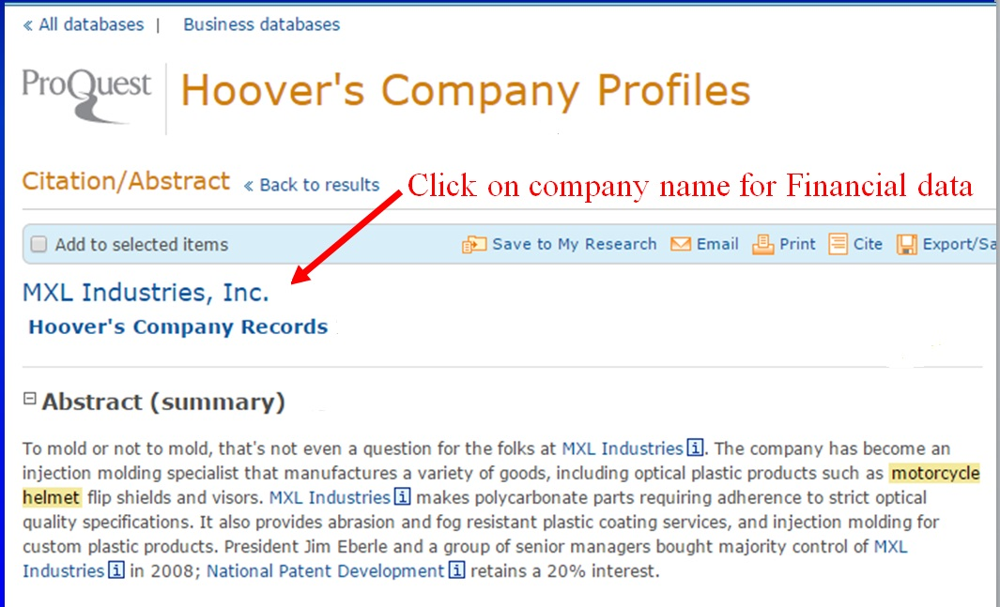 « All databases | Business databases
ProQuest Hoover's Company Profiles
Citation/Abstract « Back to results Click on company name for Financial data
Add to selected items Save to My Research Email Print Cite Export/Sa
MXL Industries, Inc.
Hoover's Company Records
Abstract (summary)
To mold or not to mold, that's not even a question for the folks at MXL Industries i. The company has become an
injection molding specialist that manufactures a variety of goods, including optical plastic products such as motorcycle
helmet flip shields and visors. MXL Industries i makes polycarbonate parts requiring adherence to strict optical
quality specifications. It also provides abrasion and fog resistant plastic coating services, and injection molding for
custom plastic products. President Jim Eberle and a group of senior managers bought majority control of MXL
Industries i in 2008; National Patent Development i retains a 20% interest.